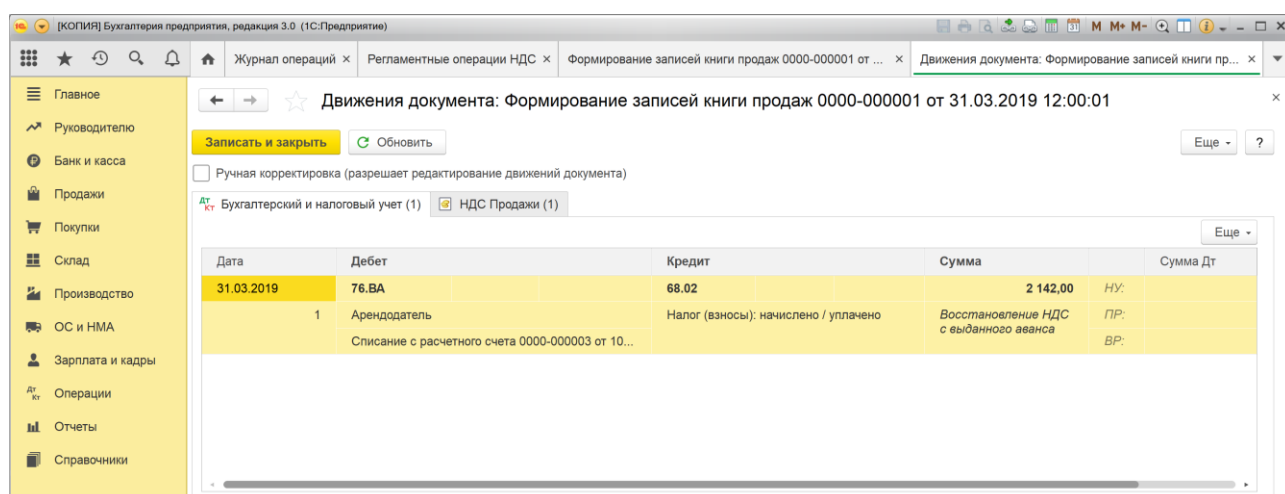 [КОПИЯ] Бухгалтерия предприятия, редакция 3.0 (1С:Предприятие)
M M+ M-
Журнал операций × Регламентные операции НДС × Формирование записей книги продаж 0000-000001 от ... × Движения документа: Формирование записей книги пр... ×
Главное
Руководителю
Банк и касса
Продажи
Покупки
Склад
Производство
ОС и НМА
Зарплата и кадры
Операции
Отчеты
Справочники
Движения документа: Формирование записей книги продаж 0000-000001 от 31.03.2019 12:00:01
Записать и закрыть Обновить Еще ?
Ручная корректировка (разрешает редактирование движений документа)
Дт Кт Бухгалтерский и налоговый учет (1) НДС Продажи (1)
Еще
Дата Дебет Кредит Сумма Сумма Дт
31.03.2019 76.ВА 68.02 2 142,00 НУ:
1 Арендодатель Налог (взносы): начислено / уплачено Восстановление НДС ПР:
с выданного аванса
Списание с расчетного счета 0000-000003 от 10... ВР: